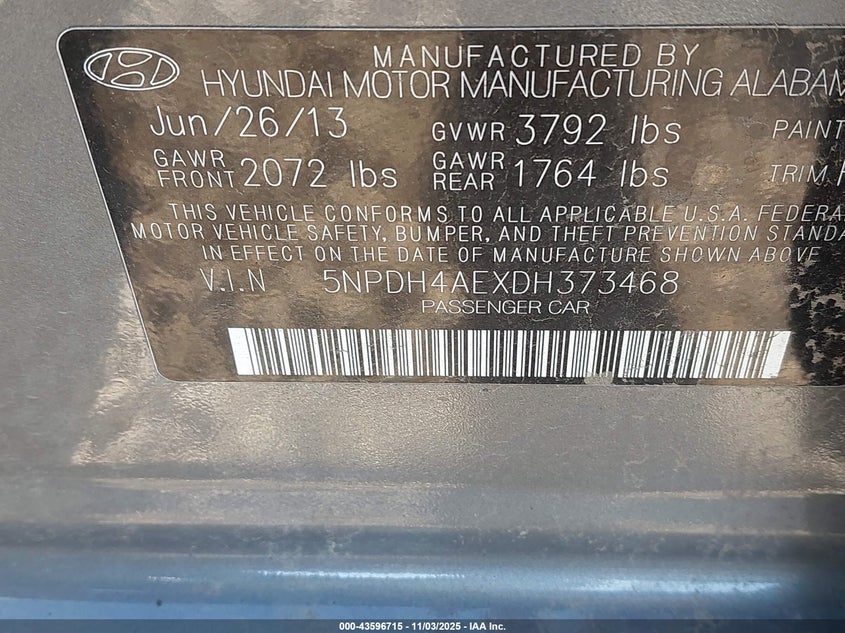 MANUFACTURED BY
HYUNDAI MOTOR MANUFACTURING ALABAM
Jun/26/13 GVWR 3792 lbs PAINT
GAWR FRONT 2072 lbs GAWR REAR 1764 lbs TRIM
THIS VEHICLE CONFORMS TO ALL APPLICABLE U.S.A. FEDERA
MOTOR VEHICLE SAFETY, BUMPER, AND THEFT PREVENTION STANDA
IN EFFECT ON THE DATE OF MANUFACTURE SHOWN ABOVE
V.I.N 5NPDH4AEXDH373468
PASSENGER CAR
000-43596715 - 11/03/2025 - IAA Inc.